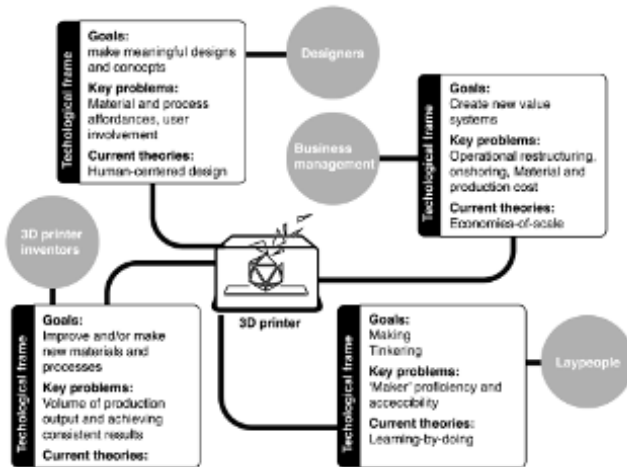 Techological frame
Goals:
make meaningful designs
and concepts
Key problems:
Material and process
affordances, user
involvement
Current theories:
Human-centered design
Designers
Business
management
Techological frame
Goals:
Create new value
systems
Key problems:
Operational restructuring,
onshoring, Material and
production cost
Current theories:
Economies-of-scale
3D printer
inventors
3D printer
Techological frame
Goals:
Improve and/or make
new materials and
processes
Key problems:
Volume of production
output and achieving
consistent results
Current theories:
Techological frame
Goals:
Making
Tinkering
Key problems:
'Maker' proficiency and
acceccibility
Current theories:
Learning-by-doing
Laypeople